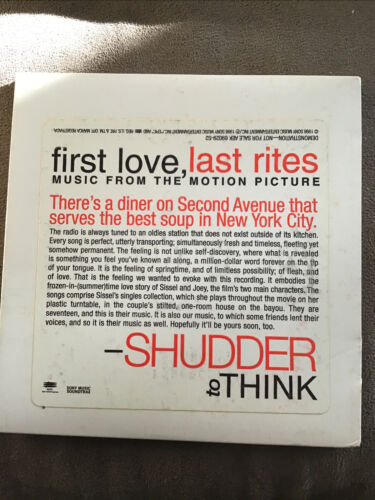 DEMONSTRATION—NOT—FOR SALE ABK 69029-S2
first love, last rites
MUSIC FROM THE MOTION PICTURE
There's a diner on Second Avenue that
serves the best soup in New York City.
The radio is always tuned to an oldies station that does not exist outside of its kitchen.
Every song is perfect, utterly transporting; simultaneously fresh and timeless, fleeting yet
somehow permanent. The feeling is not unlike self-discovery, where what is revealed
is something you feel you've known all along, a million-dollar word forever on the tip
of your tongue. It is the feeling of springtime, and of limitless possibility; of flesh, and
of love. That is the feeling we wanted to evoke with this recording. It embodies the
frozen-in-(summer)time love story of Sissel and Joey, the film's two main characters. The
songs comprise Sissel's singles collection, which she plays throughout the movie on her
plastic turntable, in the couple's stilted, one-room house on the bayou. They are
seventeen, and this is their music. It is also our music, to which some friends lent their
voices, and so it is their music as well. Hopefully it'll be yours soon, too.
–SHUDDER
to THINK
epic
SONY MUSIC
SOUNDTRAX